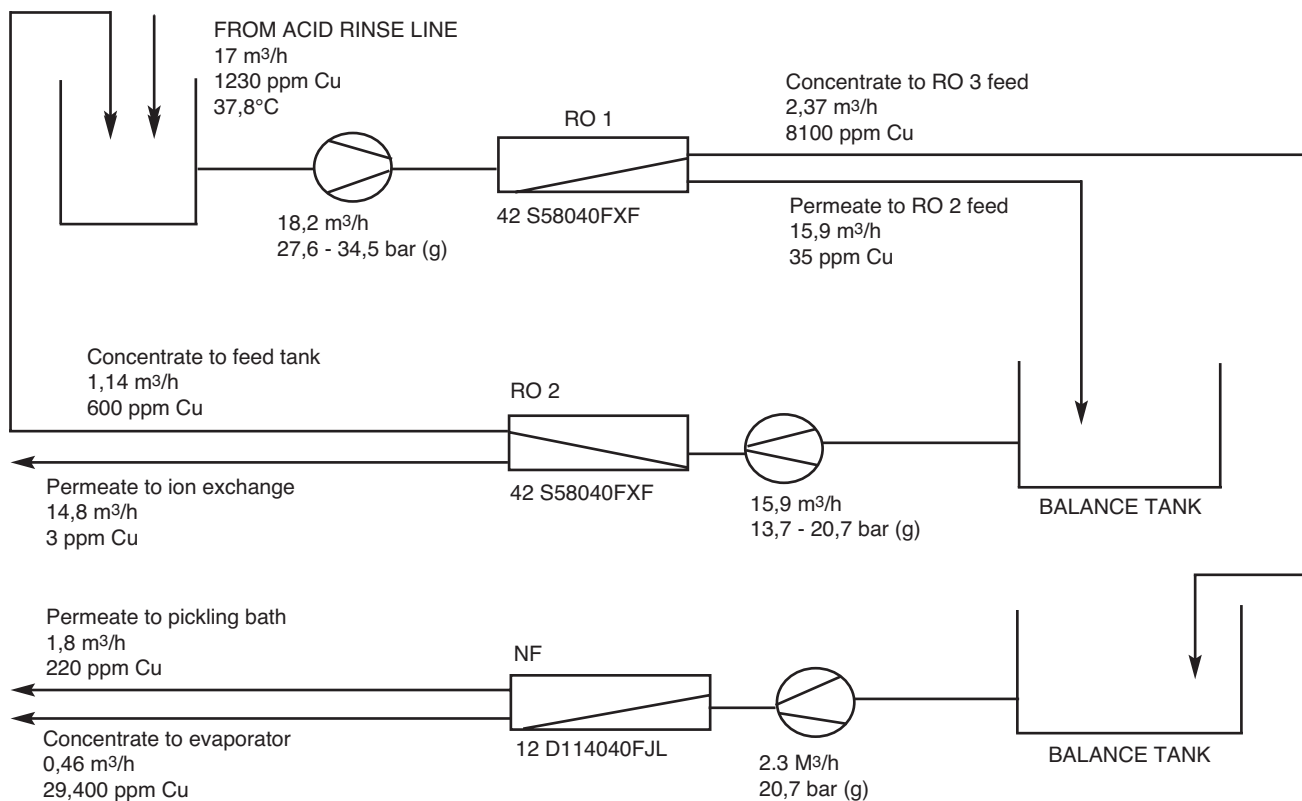 FROM ACID RINSE LINE
17 m³/h
1230 ppm Cu
37,8°C
RO 1
42 S58040FXF
18,2 m³/h
27,6 - 34,5 bar (g)
Concentrate to RO 3 feed
2,37 m³/h
8100 ppm Cu
Permeate to RO 2 feed
15,9 m³/h
35 ppm Cu
Concentrate to feed tank
1,14 m³/h
600 ppm Cu
RO 2
42 S58040FXF
15,9 m³/h
13,7 - 20,7 bar (g)
BALANCE TANK
Permeate to ion exchange
14,8 m³/h
3 ppm Cu
Permeate to pickling bath
1,8 m³/h
220 ppm Cu
NF
12 D114040FJL
2.3 M³/h
20,7 bar (g)
BALANCE TANK
Concentrate to evaporator
0,46 m³/h
29,400 ppm Cu